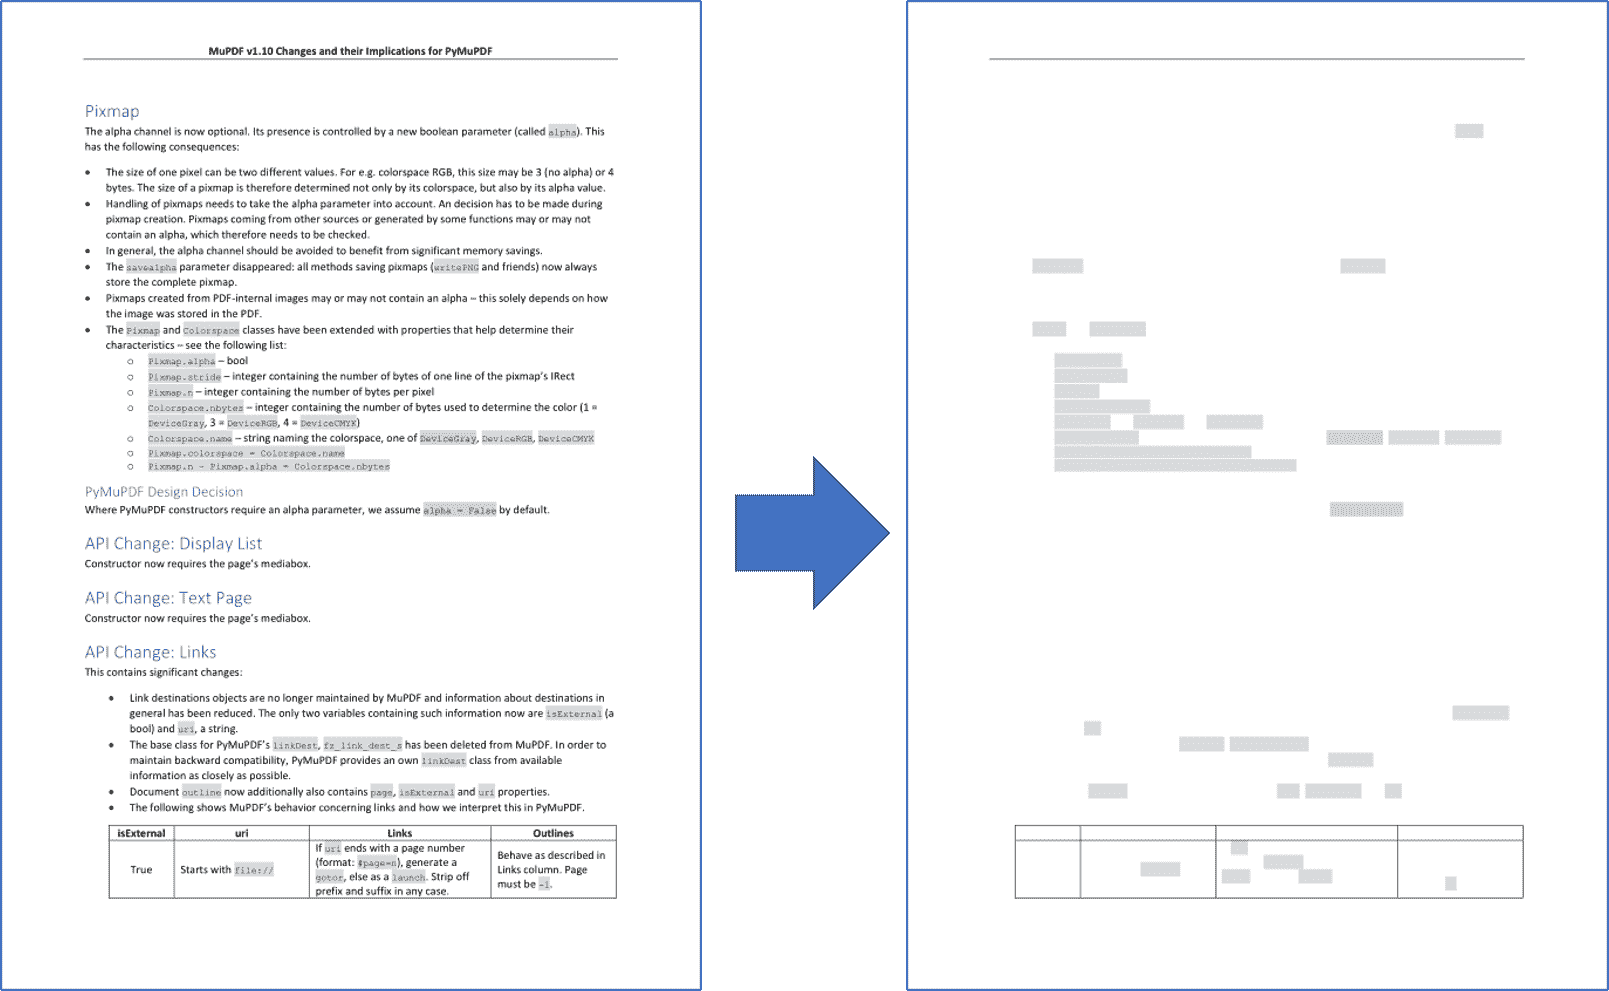 MuPDF v1.10 Changes and their Implications for PyMuPDF
Pixmap
The alpha channel is now optional. Its presence is controlled by a new boolean parameter (called alpha). This
has the following consequences:
• The size of one pixel can be two different values. For e.g. colorspace RGB, this size may be 3 (no alpha) or 4
bytes. The size of a pixmap is therefore determined not only by its colorspace, but also by its alpha value.
• Handling of pixmaps needs to take the alpha parameter into account. An decision has to be made during
pixmap creation. Pixmaps coming from other sources or generated by some functions may or may not
contain an alpha, which therefore needs to be checked.
• In general, the alpha channel should be avoided to benefit from significant memory savings.
• The savealpha parameter disappeared: all methods saving pixmaps (writePNG and friends) now always
store the complete pixmap.
• Pixmaps created from PDF-internal images may or may not contain an alpha – this solely depends on how
the image was stored in the PDF.
• The Pixmap and Colorspace classes have been extended with properties that help determine their
characteristics – see the following list:
o Pixmap.alpha – bool
o Pixmap.stride – integer containing the number of bytes of one line of the pixmap's IRect
o Pixmap.n – integer containing the number of bytes per pixel
o Colorspace.nbytes – integer containing the number of bytes used to determine the color (1 =
DeviceGray, 3 = DeviceRGB, 4 = DeviceCMYK)
o Colorspace.name – string naming the colorspace, one of DeviceGray, DeviceRGB, DeviceCMYK
o Pixmap.colorspace = Colorspace.name
o Pixmap.n - Pixmap.alpha = Colorspace.nbytes
PyMuPDF Design Decision
Where PyMuPDF constructors require an alpha parameter, we assume alpha = False by default.
API Change: Display List
Constructor now requires the page's mediabox.
API Change: Text Page
Constructor now requires the page's mediabox.
API Change: Links
This contains significant changes:
• Link destinations objects are no longer maintained by MuPDF and information about destinations in
general has been reduced. The only two variables containing such information now are isExternal (a
bool) and uri, a string.
• The base class for PyMuPDF's linkDest, fz_link_dest_s has been deleted from MuPDF. In order to
maintain backward compatibility, PyMuPDF provides an own linkDest class from available
information as closely as possible.
• Document outline now additionally also contains page, isExternal and uri properties.
• The following shows MuPDF's behavior concerning links and how we interpret this in PyMuPDF.
isExternal uri Links Outlines
True
Starts with file://
If uri ends with a page number
(format: #page=n), generate a
gotor, else as a launch. Strip off
prefix and suffix in any case.
Behave as described in
Links column. Page
must be -1.